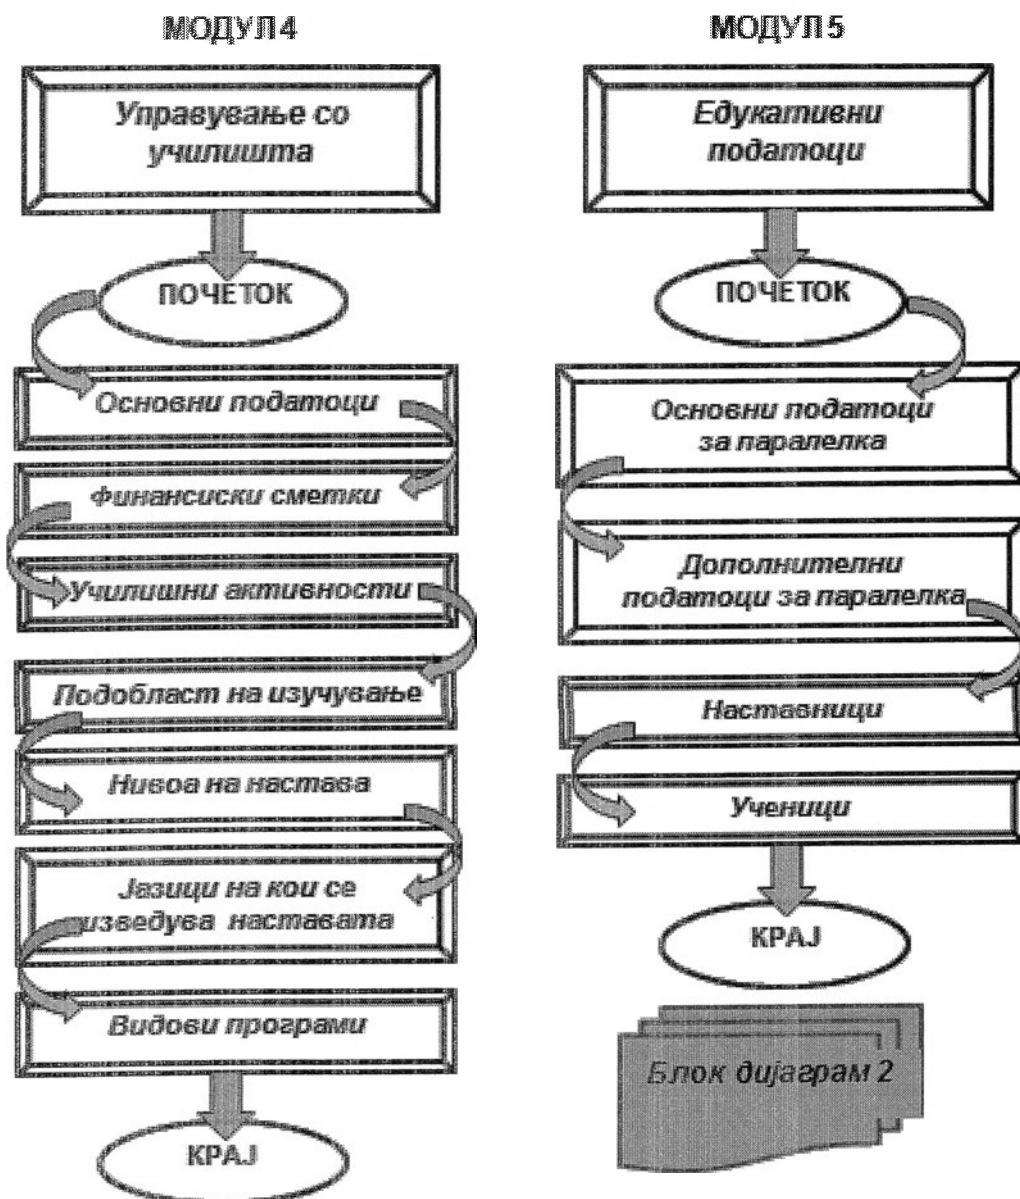 МОДУЛ 4
Управување со
училишта
ПОЧЕТОК
Основни податоци
Финансиски сметки
Училишни активности
Подобласт на изучување
Нивоа на настава
Јазици на кои се
изведува наставата
Видови програми
КРАЈ
МОДУЛ 5
Едукативни
податоци
ПОЧЕТОК
Основни податоци
за паралелка
Дополнителни
податоци за паралелка
Наставници
Ученици
КРАЈ
Блок дијаграм 2